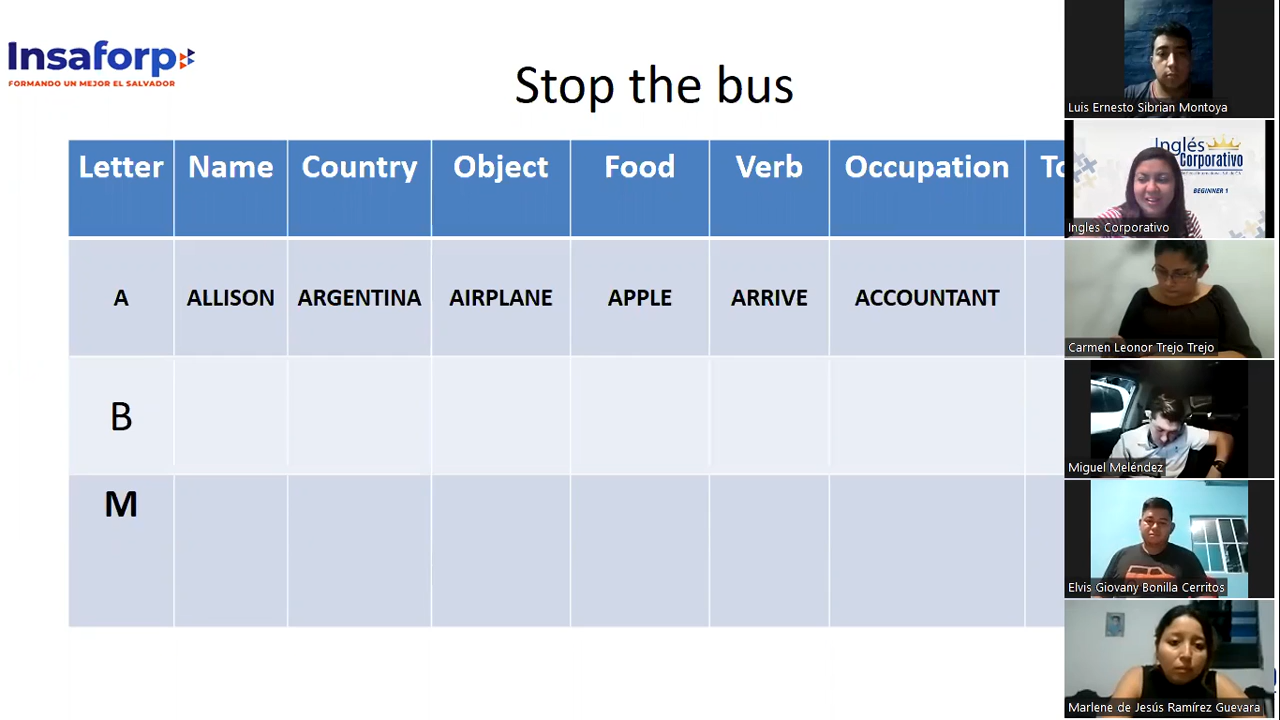 Insaforp
FORMANDO UN MEJOR EL SALVADOR
Stop the bus
Letter Name Country Object Food Verb Occupation
A ALLISON ARGENTINA AIRPLANE APPLE ARRIVE ACCOUNTANT
B
M
Luis Ernesto Sibrian Montoya
Inglés
Corporativo
BEGINNER 1
Ingles Corporativo
Carmen Leonor Trejo Trejo
Miguel Meléndez
Elvis Giovany Bonilla Cerritos
Marlene de Jesús Ramírez Guevara